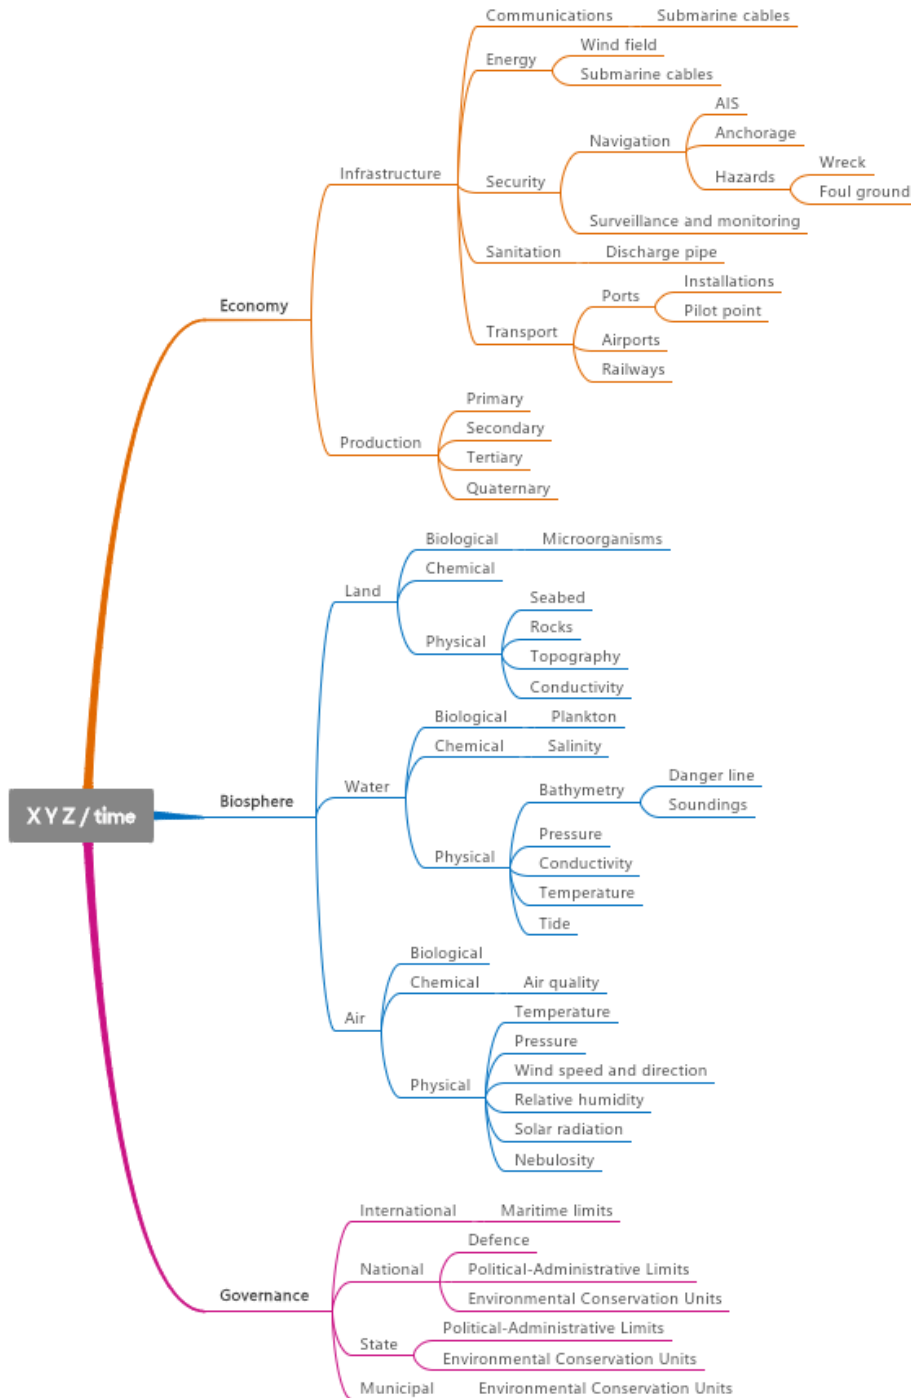 Communications Submarine cables
Wind field
Energy
Submarine cables
AIS
Anchorage
Navigation
Wreck
Hazards
Infrastructure
Security
Foul ground
Surveillance and monitoring
Sanitation Discharge pipe
Installations
Ports
Economy
Pilot point
Transport
Airports
Railways
Primary
Secondary
Production
Tertiary
Quaternary
Biological Microorganisms
Chemical
Land
Seabed
Rocks
Physical
Topography
Conductivity
Biological Plankton
Chemical Salinity
Danger line
Water
Bathymetry
Biosphere
Soundings
X Y Z / time
Pressure
Physical
Conductivity
Temperature
Tide
Biological
Chemical Air quality
Temperature
Air
Pressure
Wind speed and direction
Physical
Relative humidity
Solar radiation
Nebulosity
International Maritime limits
Defence
National
Political-Administrative Limits
Governance
Environmental Conservation Units
Political-Administrative Limits
State
Environmental Conservation Units
Municipal Environmental Conservation Units